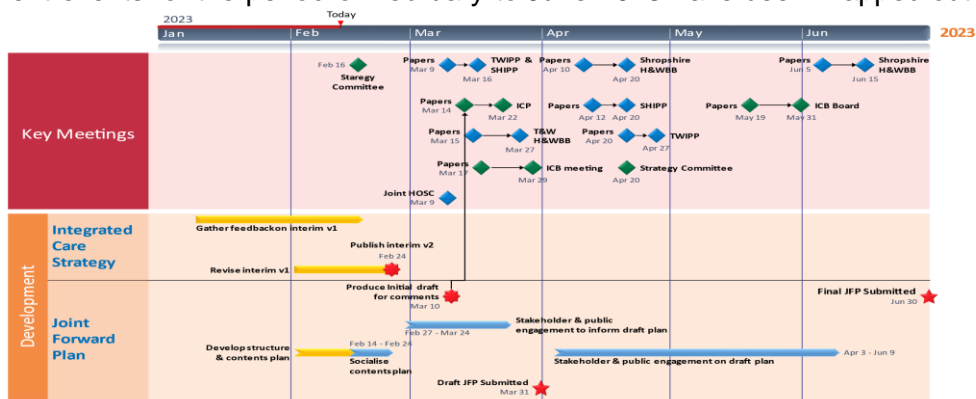 Today
2023
Jan
Feb
Mar
Apr
May
Jun
2023
Key Meetings
Feb 16
Staregy
Committee
Papers
Mar 9
TWIPP &
SHIPP
Mar 16
Papers
Apr 10
Shropshire
H&WBB
Apr 20
Papers
Jun 5
Shropshire
H&WBB
Jun 15
Papers
Mar 14
ICP
Mar 22
Papers
Apr 12
SHIPP
Apr 20
Papers
May 19
ICB Board
May 31
Papers
Mar 15
T&W
H&WBB
Mar 27
Papers
Apr 20
TWIPP
Apr 27
Papers
Mar 17
ICB meeting
Mar 29
Strategy Committee
Apr 20
Joint HOSC
Mar 9
Development
Integrated
Care
Strategy
Gather feedbackon interim v1
Publish interim v2
Feb 24
Revise interim v1
Joint
Forward
Plan
Produce Initial draft
for comments
Mar 10
Final JFP Submitted
Jun 30
Stakeholder & public
engagement to inform draft plan
Feb 27 - Mar 24
Develop structure
& contents plan
Feb 14 - Feb 24
Socialise
contentsplan
Stakeholder & public engagement on draft plan
Apr 3 - Jun 9
Draft JFP Submitted
Mar 31